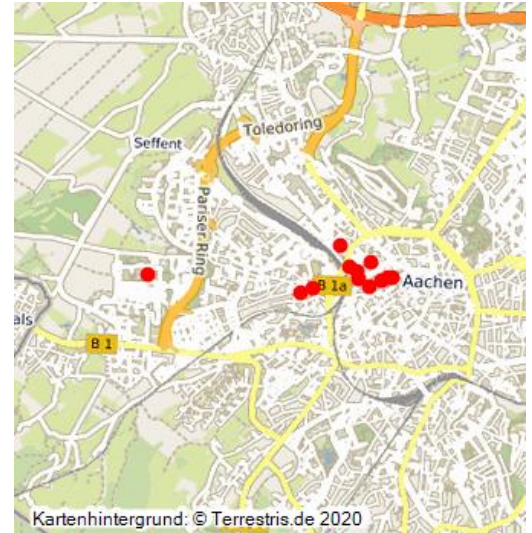 Toledoring
Seffent
Pariser Ring
B 1a
Aachen
als
B 1
Kartenhintergrund: © Terrestris.de 2020